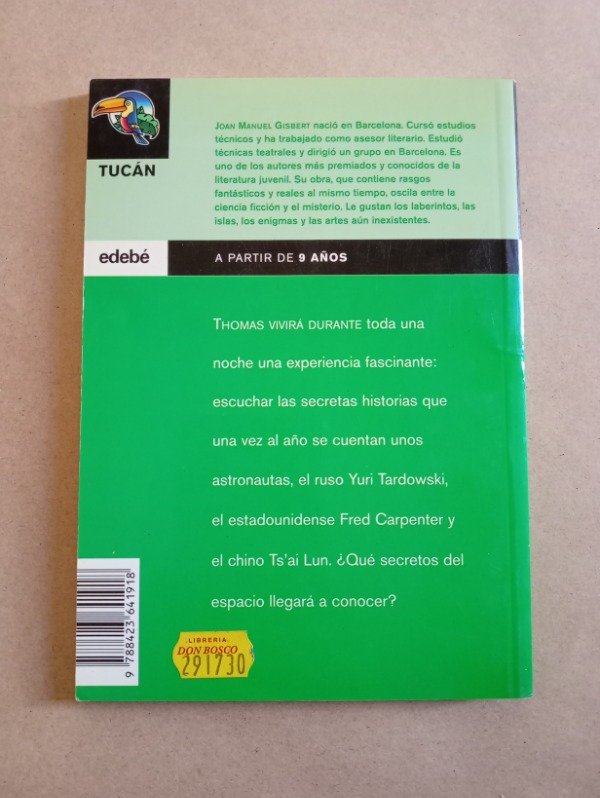 TUCÁN
JOAN MANUEL GISBERT nació en Barcelona. Cursó estudios
técnicos y ha trabajado como asesor literario. Estudió
técnicas teatrales y dirigió un grupo en Barcelona. Es
uno de los autores más premiados y conocidos de la
literatura juvenil. Su obra, que contiene rasgos
fantásticos y reales al mismo tiempo, oscila entre la
ciencia ficción y el misterio. Le gustan los laberintos, las
islas, los enigmas y las artes aún inexistentes.
edebé
A PARTIR DE 9 AÑOS
THOMAS VIVIRÁ DURANTE toda una
noche una experiencia fascinante:
escuchar las secretas historias que
una vez al año se cuentan unos
astronautas, el ruso Yuri Tardowski,
el estadounidense Fred Carpenter y
el chino Ts'ai Lun. ¿Qué secretos del
espacio llegará a conocer?
9 788423 641918
LIBRERIA
DON BOSCO
291730